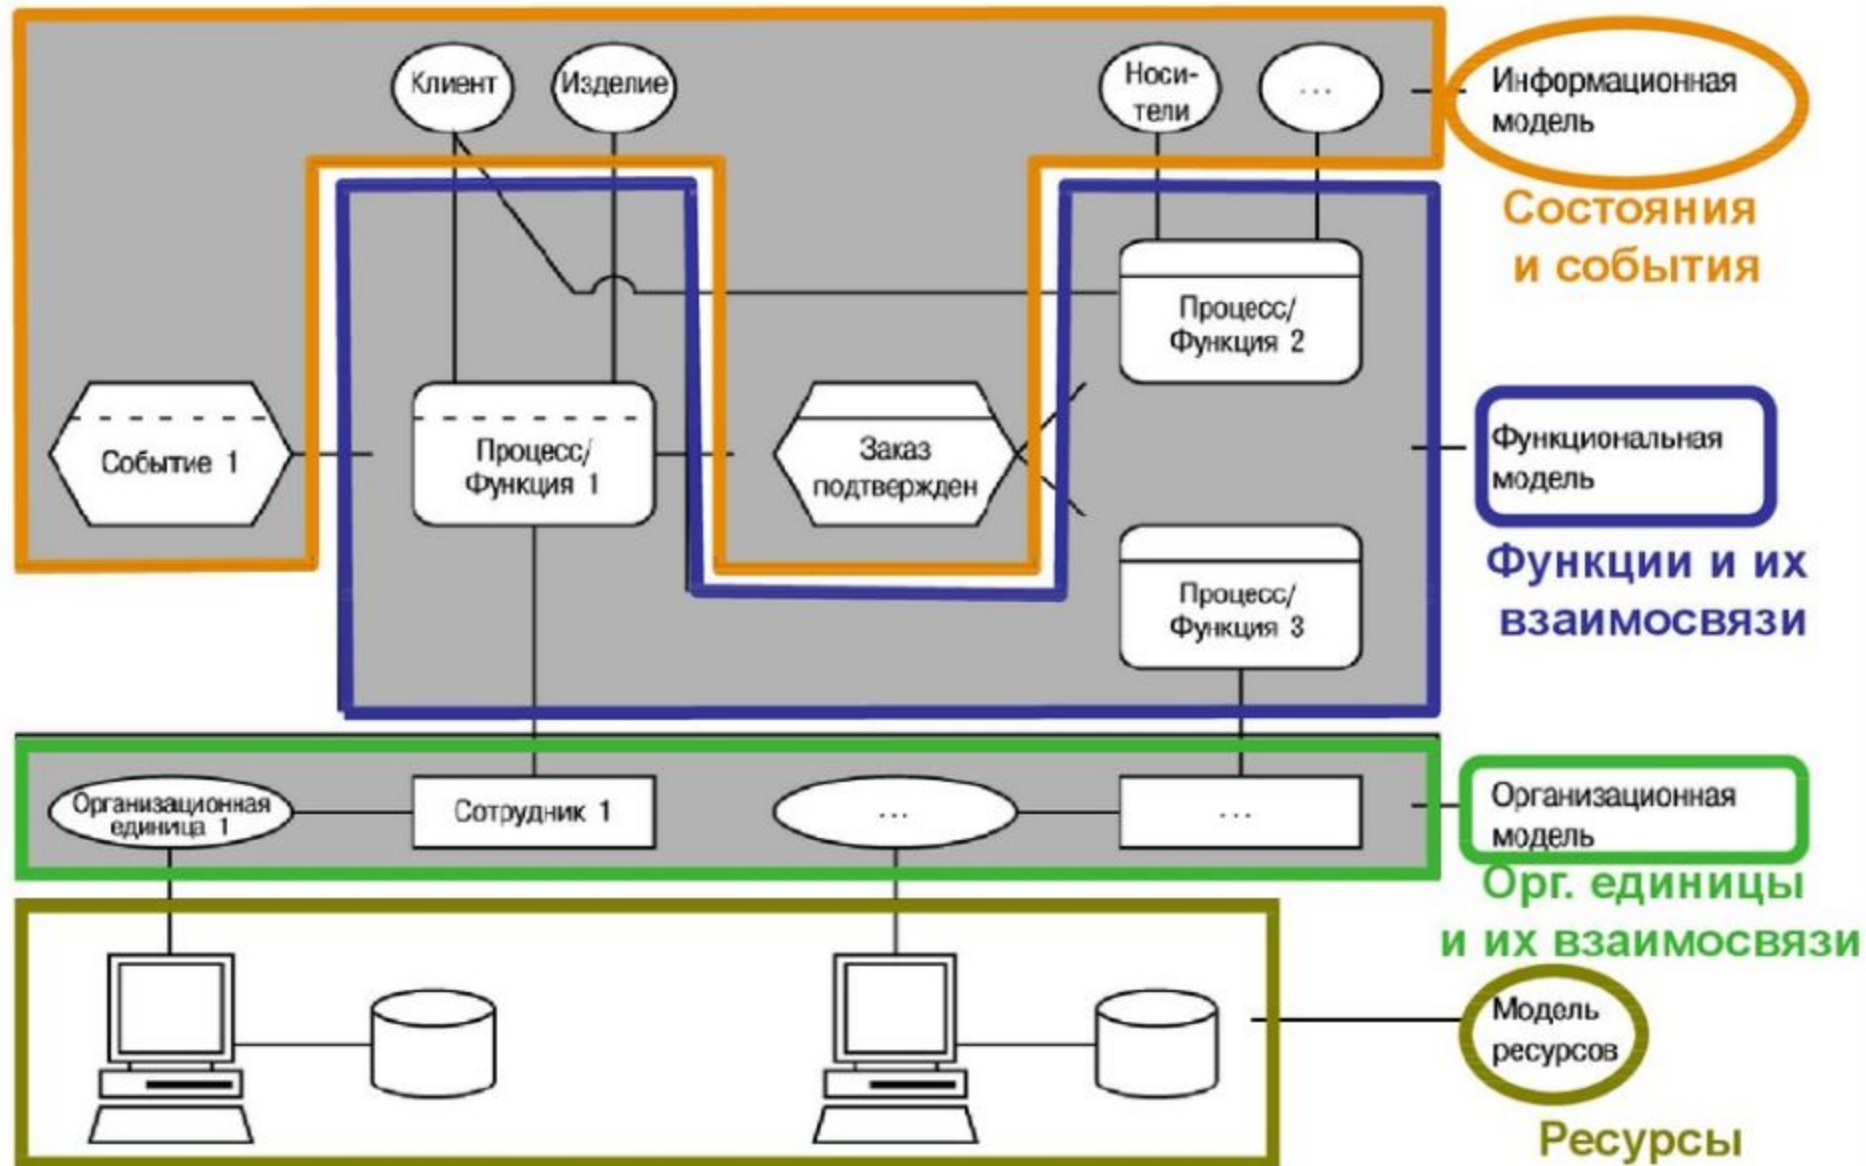 Клиент
Изделие
Носи-
тели
...
Информационная
модель
Состояния
и события
Процесс/
Функция 2
Событие 1
Процесс/
Функция 1
Заказ
подтвержден
Функциональная
модель
Функции и их
взаимосвязи
Процесс/
Функция 3
Организационная
единица 1
Сотрудник 1
...
...
Организационная
модель
Орг. единицы
и их взаимосвязи
Модель
ресурсов
Ресурсы